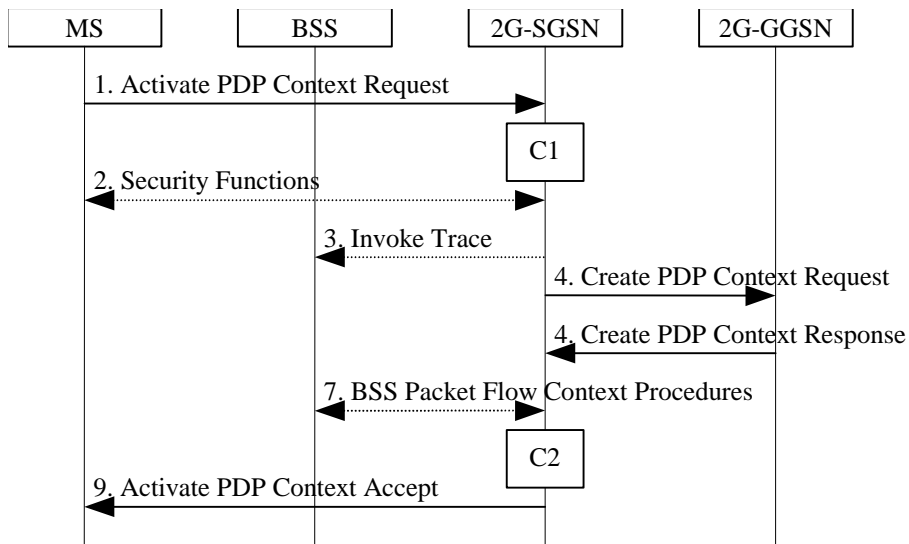 MS BSS 2G-SGSN 2G-GGSN
1. Activate PDP Context Request
C1
2. Security Functions
3. Invoke Trace
4. Create PDP Context Request
4. Create PDP Context Response
7. BSS Packet Flow Context Procedures
C2
9. Activate PDP Context Accept